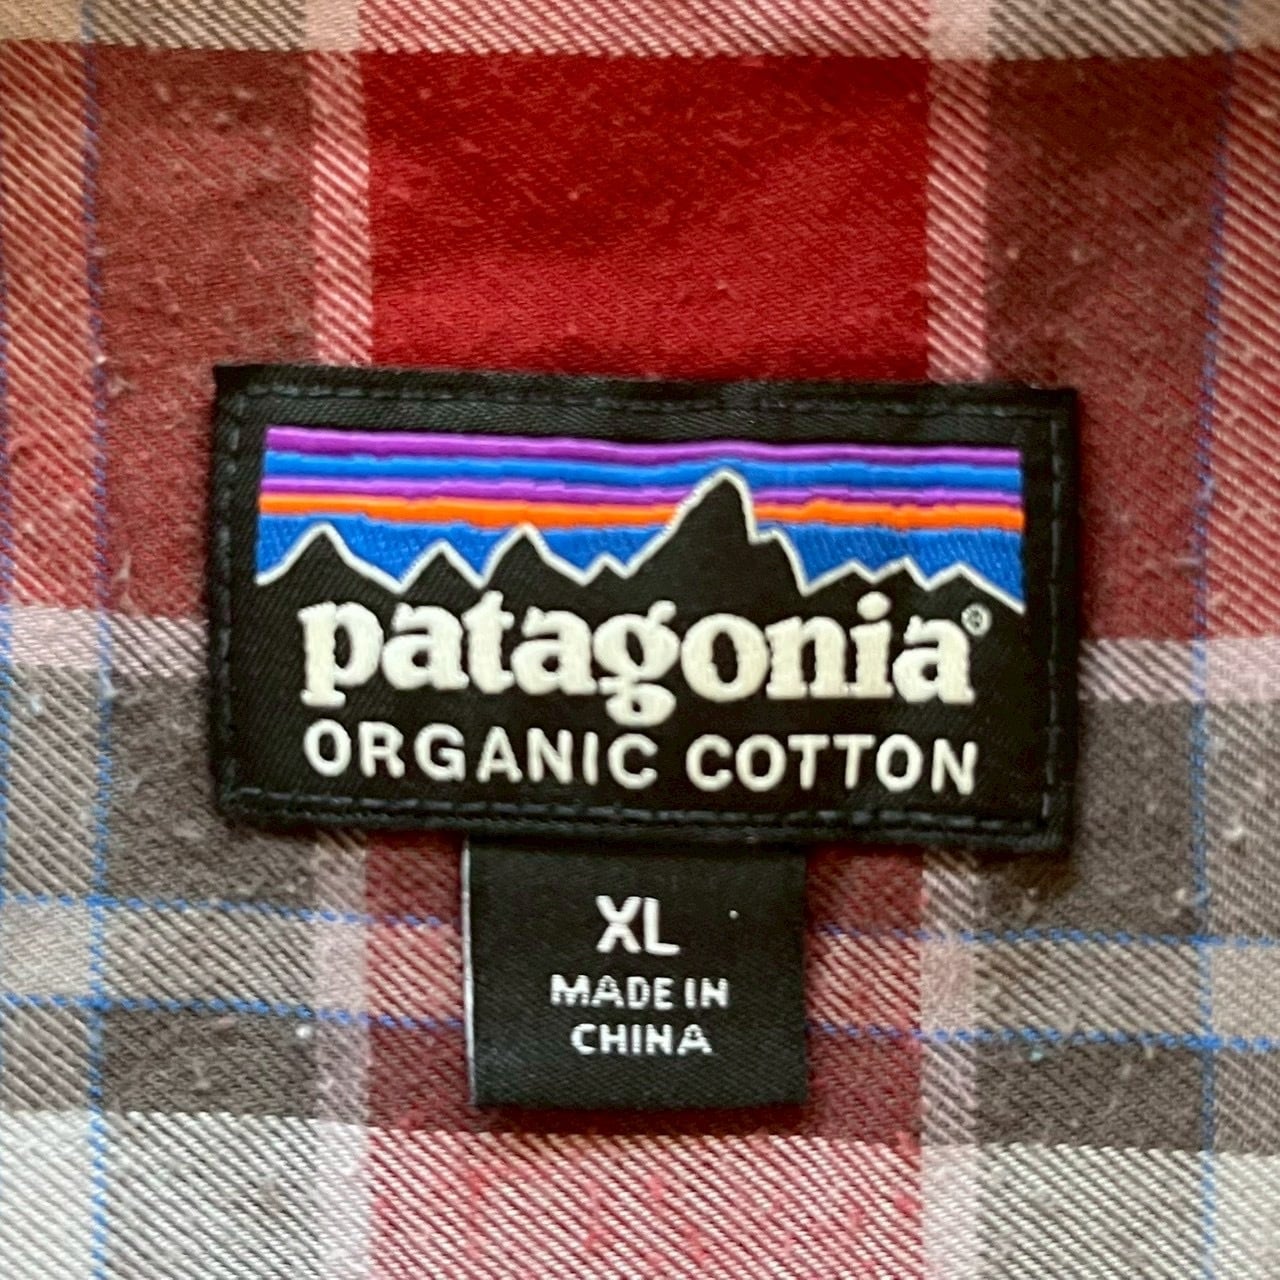 patagonia®
ORGANIC COTTON
XL
MADE IN
CHINA